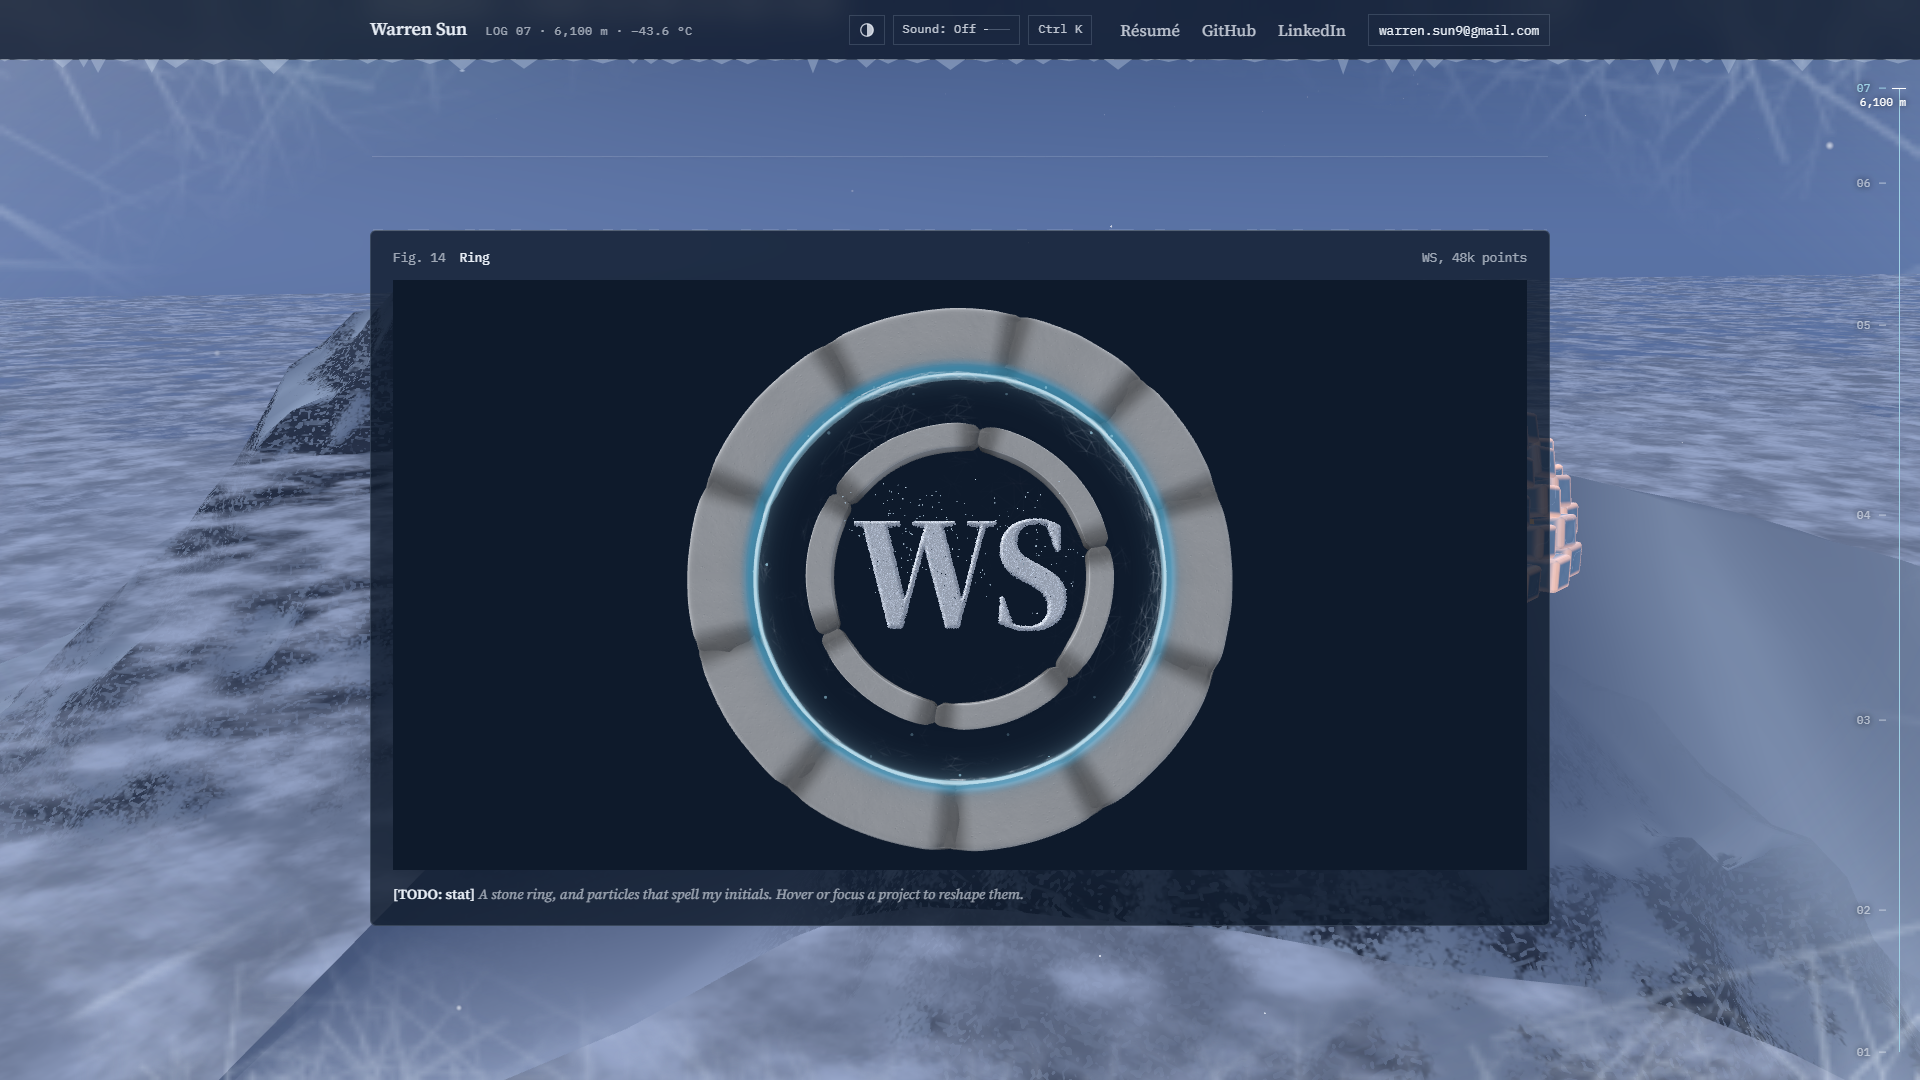 Warren Sun
LOG 07 · 6,100 m · −43.6 °C
Sound: Off
Ctrl K
Résumé
GitHub
LinkedIn
warren.sun9@gmail.com
07
6,100 m
06
05
04
03
02
01
Fig. 14 Ring
WS, 48k points
WS
[TODO: stat] A stone ring, and particles that spell my initials. Hover or focus a project to reshape them.